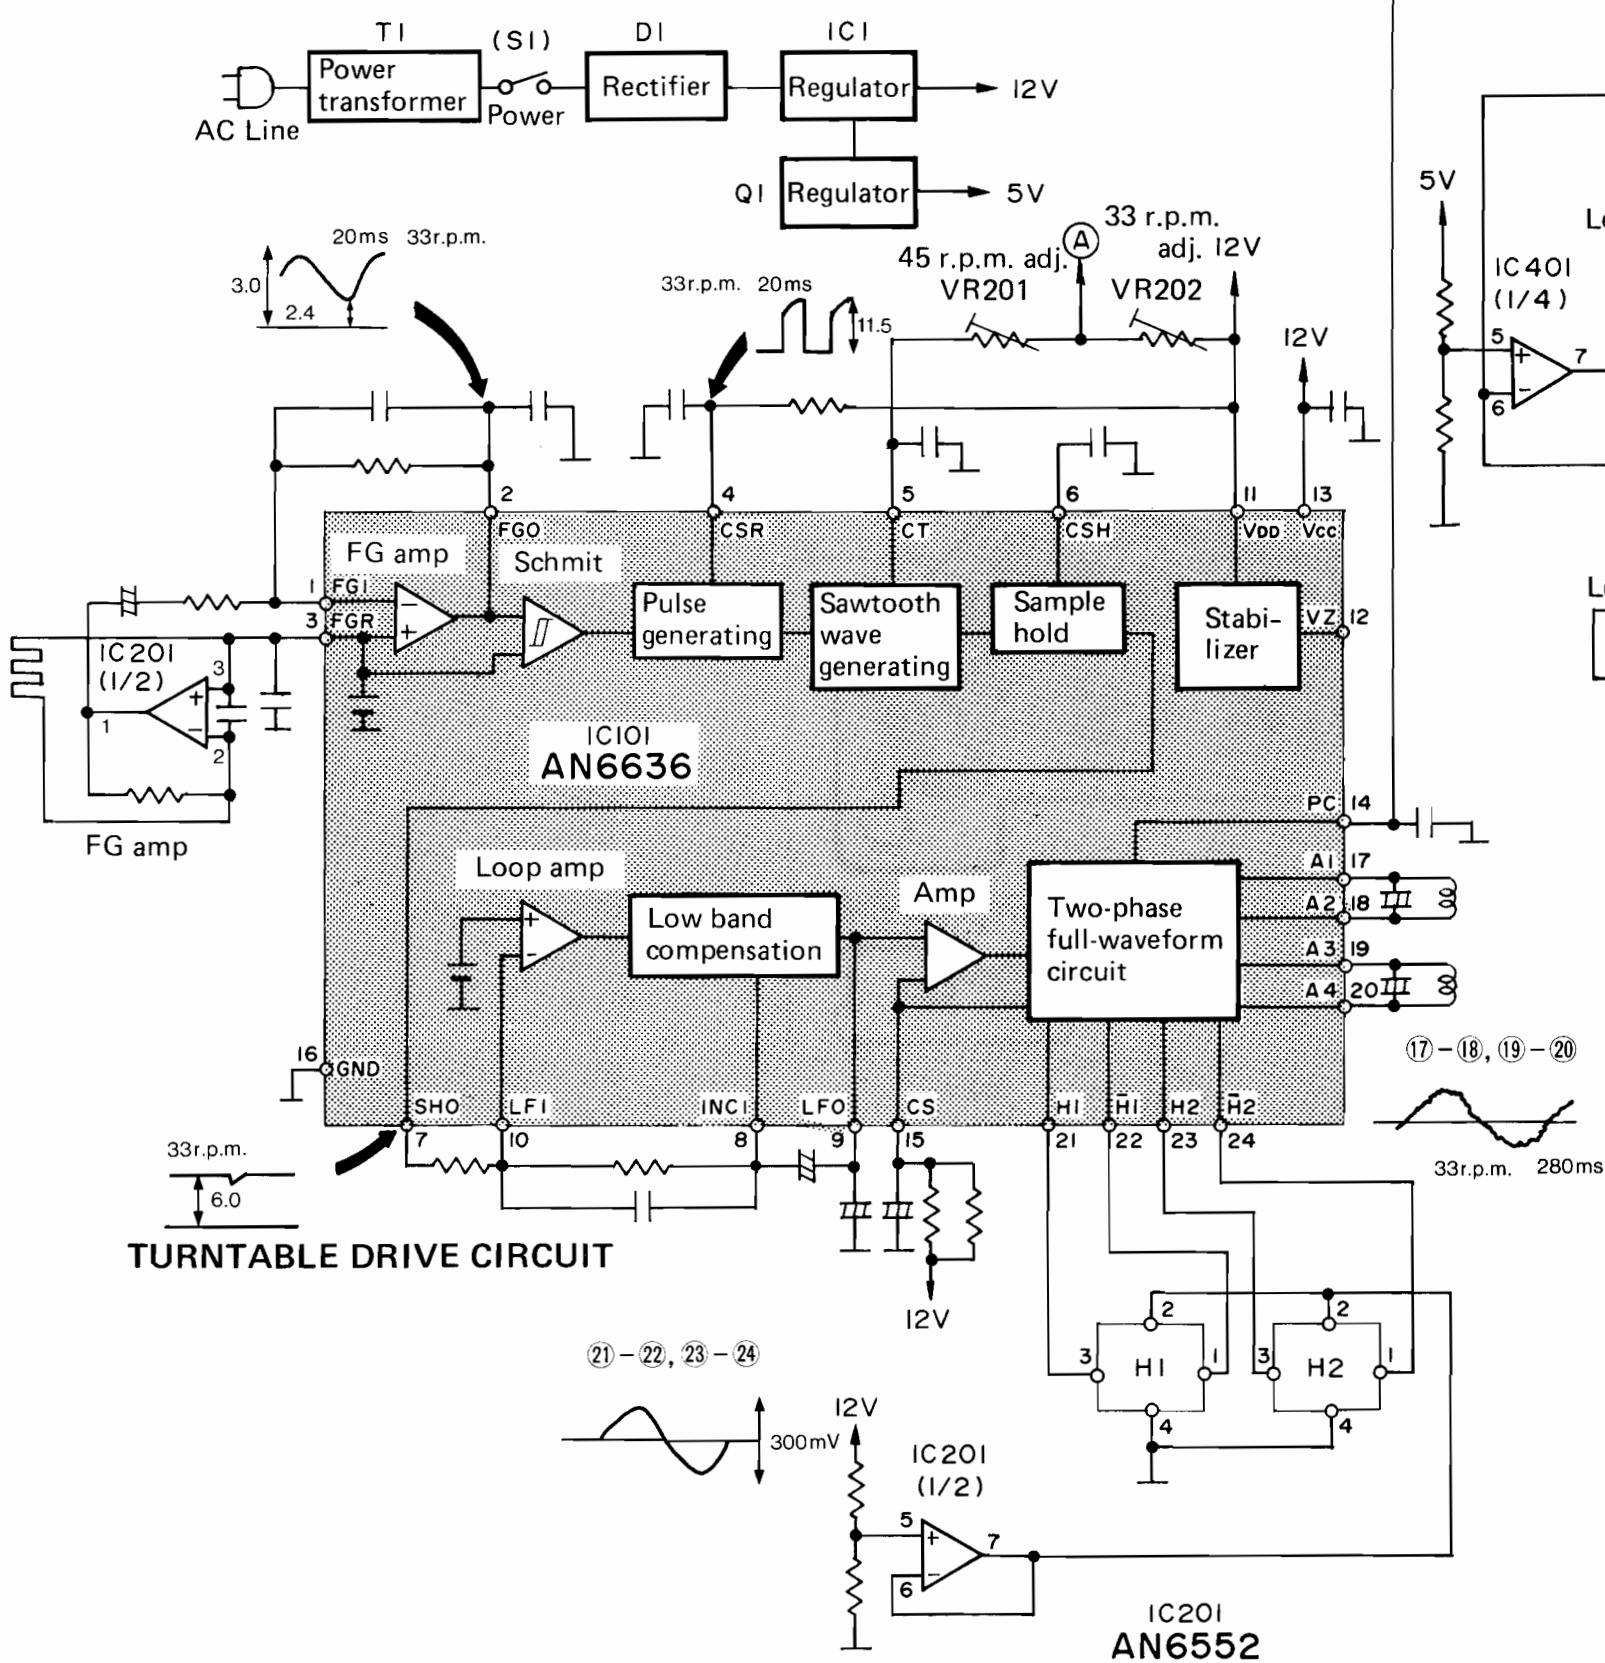 T1
(S1)
D1
IC1
Power
transformer
Rectifier
Regulator
12V
AC Line
Power
Q1
Regulator
5V
20ms 33r.p.m.
3.0
2.4
33r.p.m. 20ms
11.5
45 r.p.m. adj.
VR201
A
33 r.p.m.
adj.
VR202
12V
12V
5V
IC401
(1/4)
5
+
−
6
7
2
4
5
6
11
13
FGO
CSR
CT
CSH
VDD
VCC
FG amp
Schmit
1
FGI
3
FGR
−
+
Pulse
generating
Sawtooth
wave
generating
Sample
hold
Stabi-
lizer
VZ
12
IC201
(1/2)
3
+
−
1
2
FG amp
IC101
AN6636
PC
14
Loop amp
+
−
Low band
compensation
Amp
Two-phase
full-waveform
circuit
A1
17
A2
18
A3
19
A4
20
16
GND
⑰−⑱, ⑲−⑳
33r.p.m. 280ms
SHO
LFI
INCI
LFO
CS
H1
H̅1
H2
H̅2
7
10
8
9
15
21
22
23
24
33r.p.m.
6.0
TURNTABLE DRIVE CIRCUIT
12V
㉑−㉒, ㉓−㉔
300mV
2
3
H1
1
4
2
3
H2
1
4
12V
IC201
(1/2)
5
+
−
6
7
IC201
AN6552